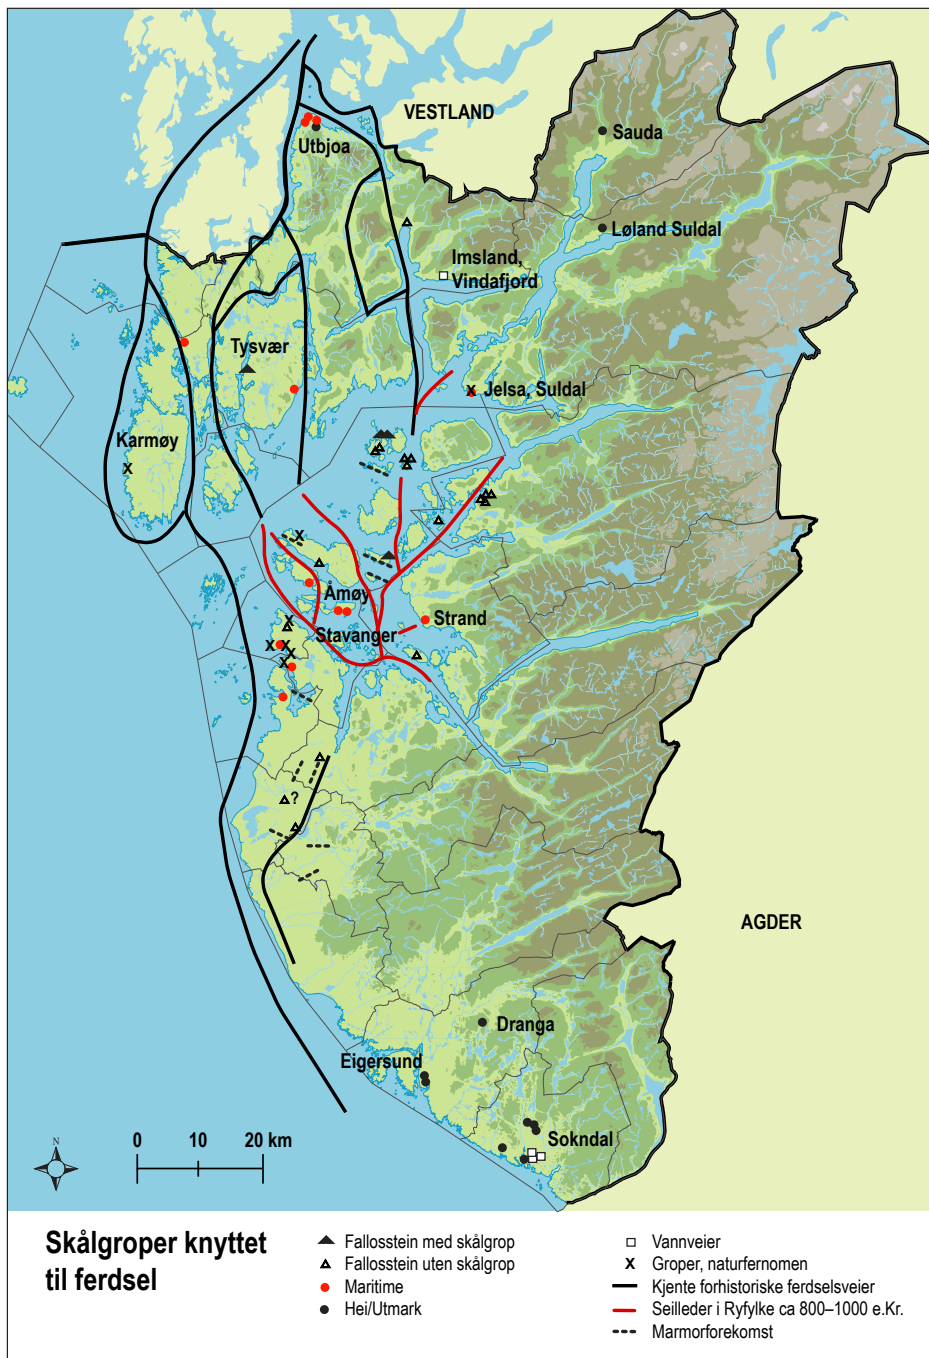 VESTLAND
Sauda
Utbjoa
Løland Suldal
Imsland,
Vindafjord
Tysvær
Jelsa, Suldal
Karmøy
Åmøy
Strand
Stavanger
?
AGDER
Dranga
Eigersund
Sokndal
N
0 10 20 km
Skålgroper knyttet
til ferdsel
Fallosstein med skålgrop
Fallosstein uten skålgrop
Maritime
Hei/Utmark
Vannveier
X Groper, naturfernomen
Kjente forhistoriske ferdselsveier
Seilleder i Ryfylke ca 800–1000 e.Kr.
Marmorforekomst